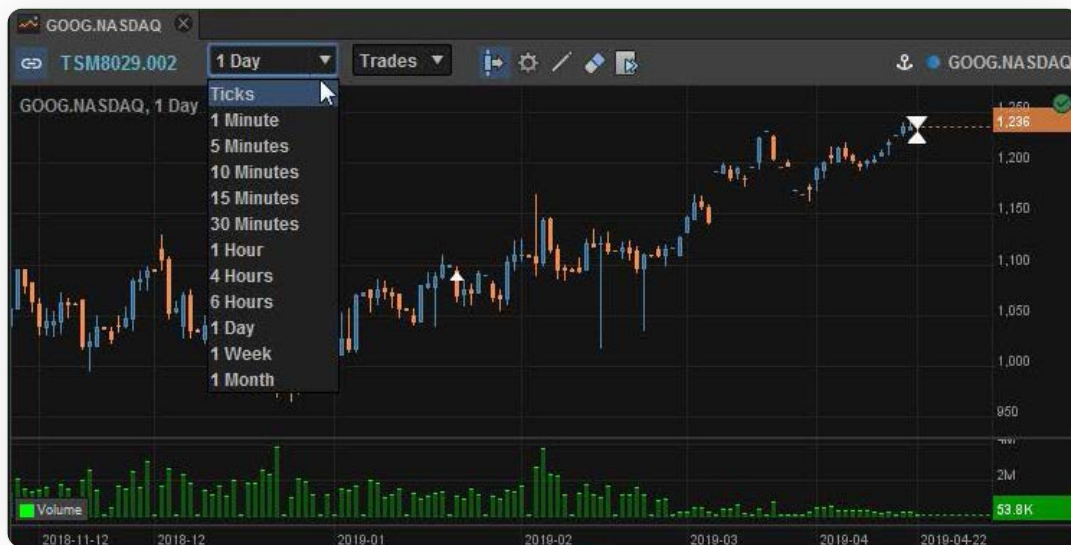 GOOG.NASDAQ
TSM8029.002 1 Day Trades GOOG.NASDAQ
GOOG.NASDAQ, 1 Day
Ticks
1 Minute
5 Minutes
10 Minutes
15 Minutes
30 Minutes
1 Hour
4 Hours
6 Hours
1 Day
1 Week
1 Month
1,250
1,236
1,200
1,150
1,100
1,050
1,000
950
4M
2M
53.8K
Volume
2018-11-12 2018-12 2019-01 2019-02 2019-03 2019-04 2019-04-22